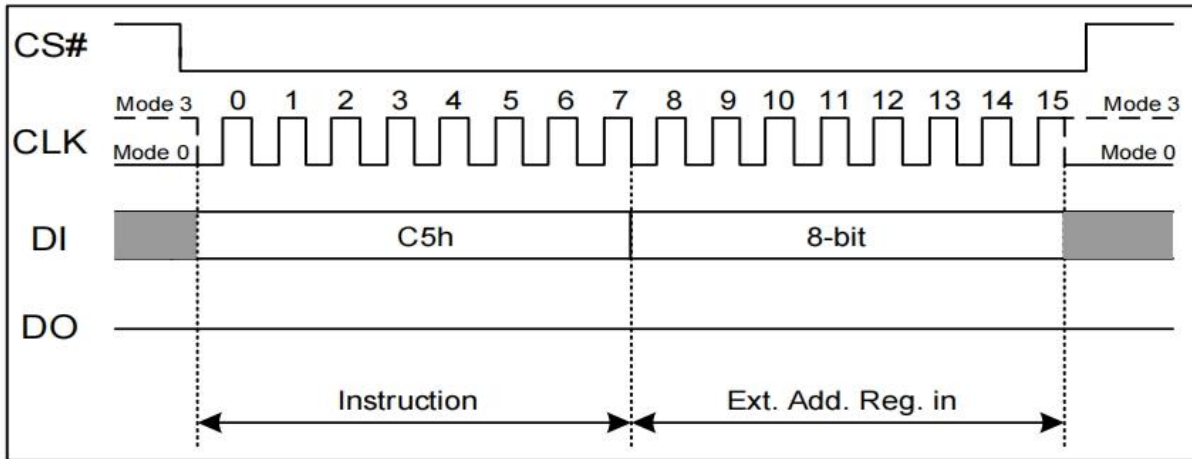 CS#
Mode 3 0 1 2 3 4 5 6 7 8 9 10 11 12 13 14 15 Mode 3
CLK
Mode 0 Mode 0
DI C5h 8-bit
DO
Instruction Ext. Add. Reg. in